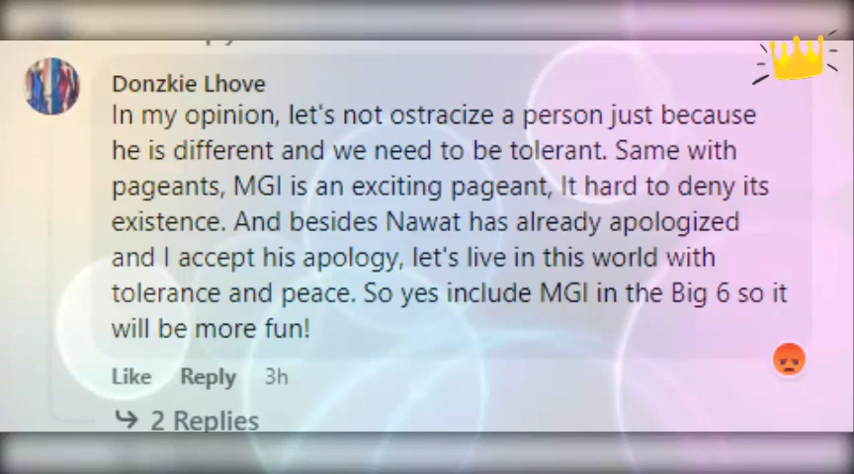 Donzkie Lhove
In my opinion, let's not ostracize a person just because
he is different and we need to be tolerant. Same with
pageants, MGI is an exciting pageant, It hard to deny its
existence. And besides Nawat has already apologized
and I accept his apology, let's live in this world with
tolerance and peace. So yes include MGI in the Big 6 so it
will be more fun!
Like Reply 3h
2 Replies